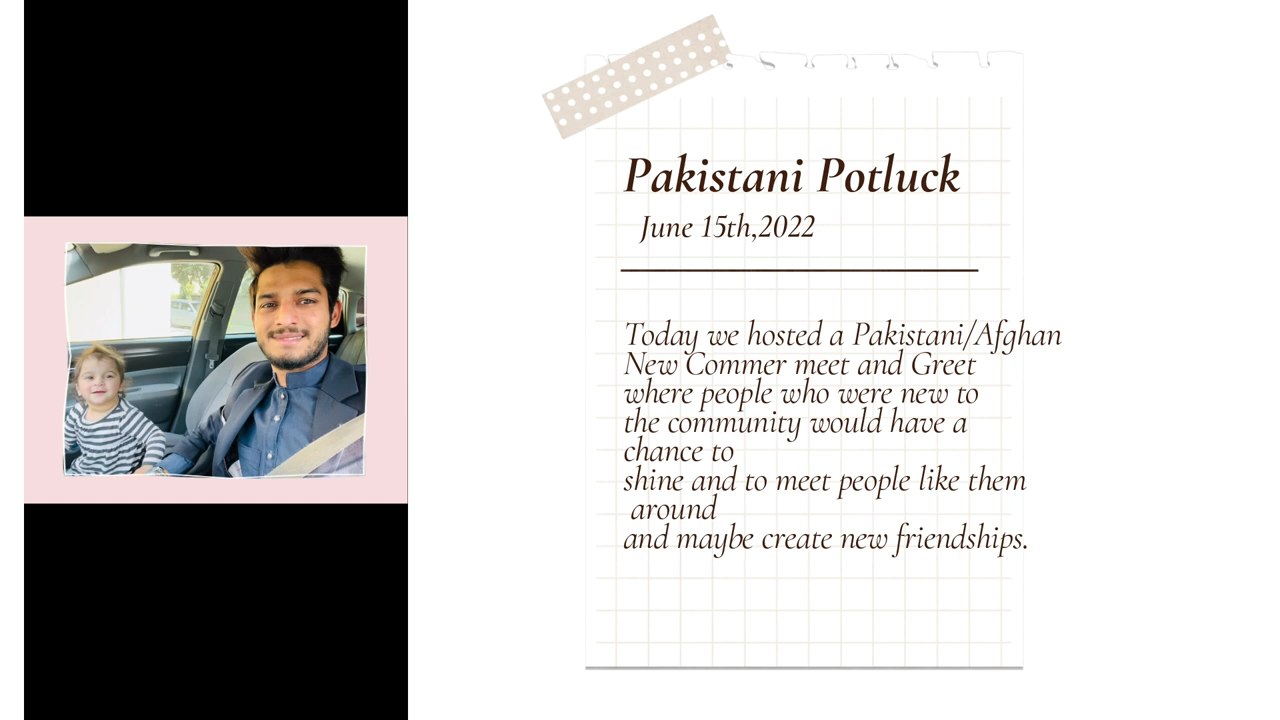 Pakistani Potluck
June 15th,2022
Today we hosted a Pakistani/Afghan
New Commer meet and Greet
where people who were new to
the community would have a
chance to
shine and to meet people like them
around
and maybe create new friendships.